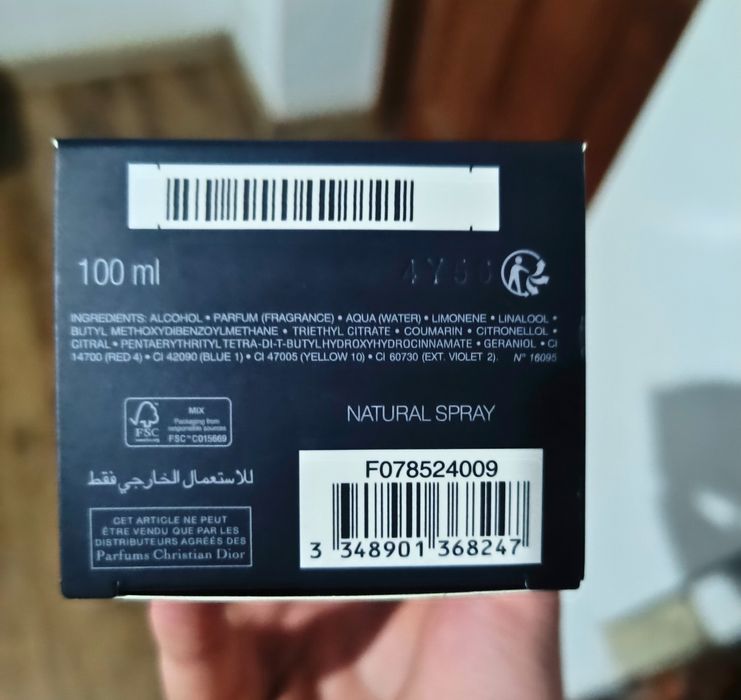 100 ml
4Y56
INGREDIENTS: ALCOHOL • PARFUM (FRAGRANCE) • AQUA (WATER) • LIMONENE • LINALOOL •
BUTYL METHOXYDIBENZOYLMETHANE • TRIETHYL CITRATE • COUMARIN • CITRONELLOL •
CITRAL • PENTAERYTHRITYL TETRA-DI-T-BUTYL HYDROXYHYDROCINNAMATE • GERANIOL • CI
14700 (RED 4) • CI 42090 (BLUE 1) • CI 47005 (YELLOW 10) • CI 60730 (EXT. VIOLET 2). N° 16095
FSC
MIX
Packaging from
responsible sources
FSC™ C015669
NATURAL SPRAY
للاستعمال الخارجي فقط
CET ARTICLE NE PEUT
ÊTRE VENDU QUE PAR LES
DISTRIBUTEURS AGRÉÉS DES
Parfums Christian Dior
F078524009
3 348901 368247